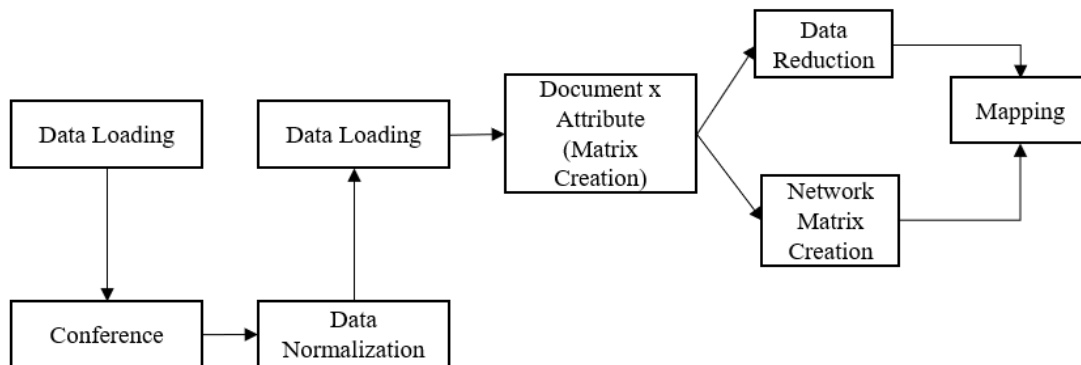 Data Loading
Conference
Data
Normalization
Data Loading
Document x
Attribute
(Matrix
Creation)
Data
Reduction
Network
Matrix
Creation
Mapping